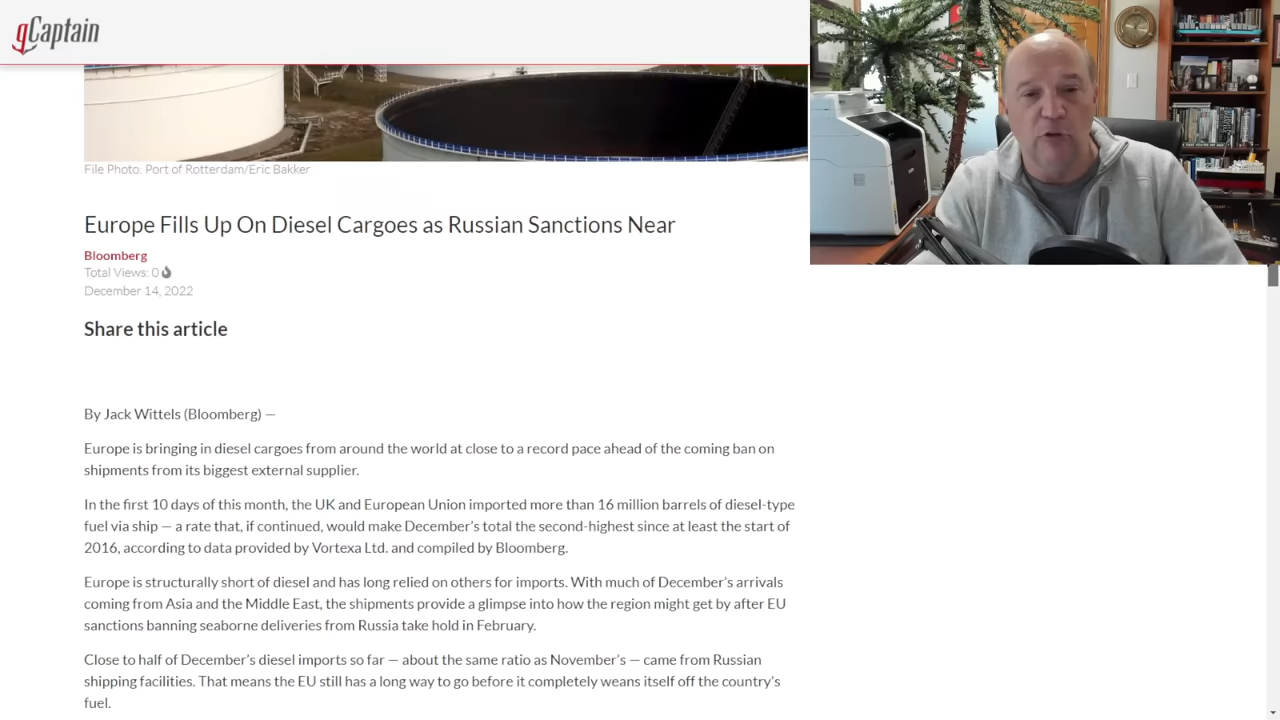 gCaptain
File Photo: Port of Rotterdam/Eric Bakker
Europe Fills Up On Diesel Cargoes as Russian Sanctions Near
Bloomberg
Total Views: 0
December 14, 2022
Share this article
By Jack Wittels (Bloomberg) —
Europe is bringing in diesel cargoes from around the world at close to a record pace ahead of the coming ban on
shipments from its biggest external supplier.
In the first 10 days of this month, the UK and European Union imported more than 16 million barrels of diesel-type
fuel via ship — a rate that, if continued, would make December’s total the second-highest since at least the start of
2016, according to data provided by Vortexa Ltd. and compiled by Bloomberg.
Europe is structurally short of diesel and has long relied on others for imports. With much of December’s arrivals
coming from Asia and the Middle East, the shipments provide a glimpse into how the region might get by after EU
sanctions banning seaborne deliveries from Russia take hold in February.
Close to half of December’s diesel imports so far — about the same ratio as November’s — came from Russian
shipping facilities. That means the EU still has a long way to go before it completely weans itself off the country’s
fuel.